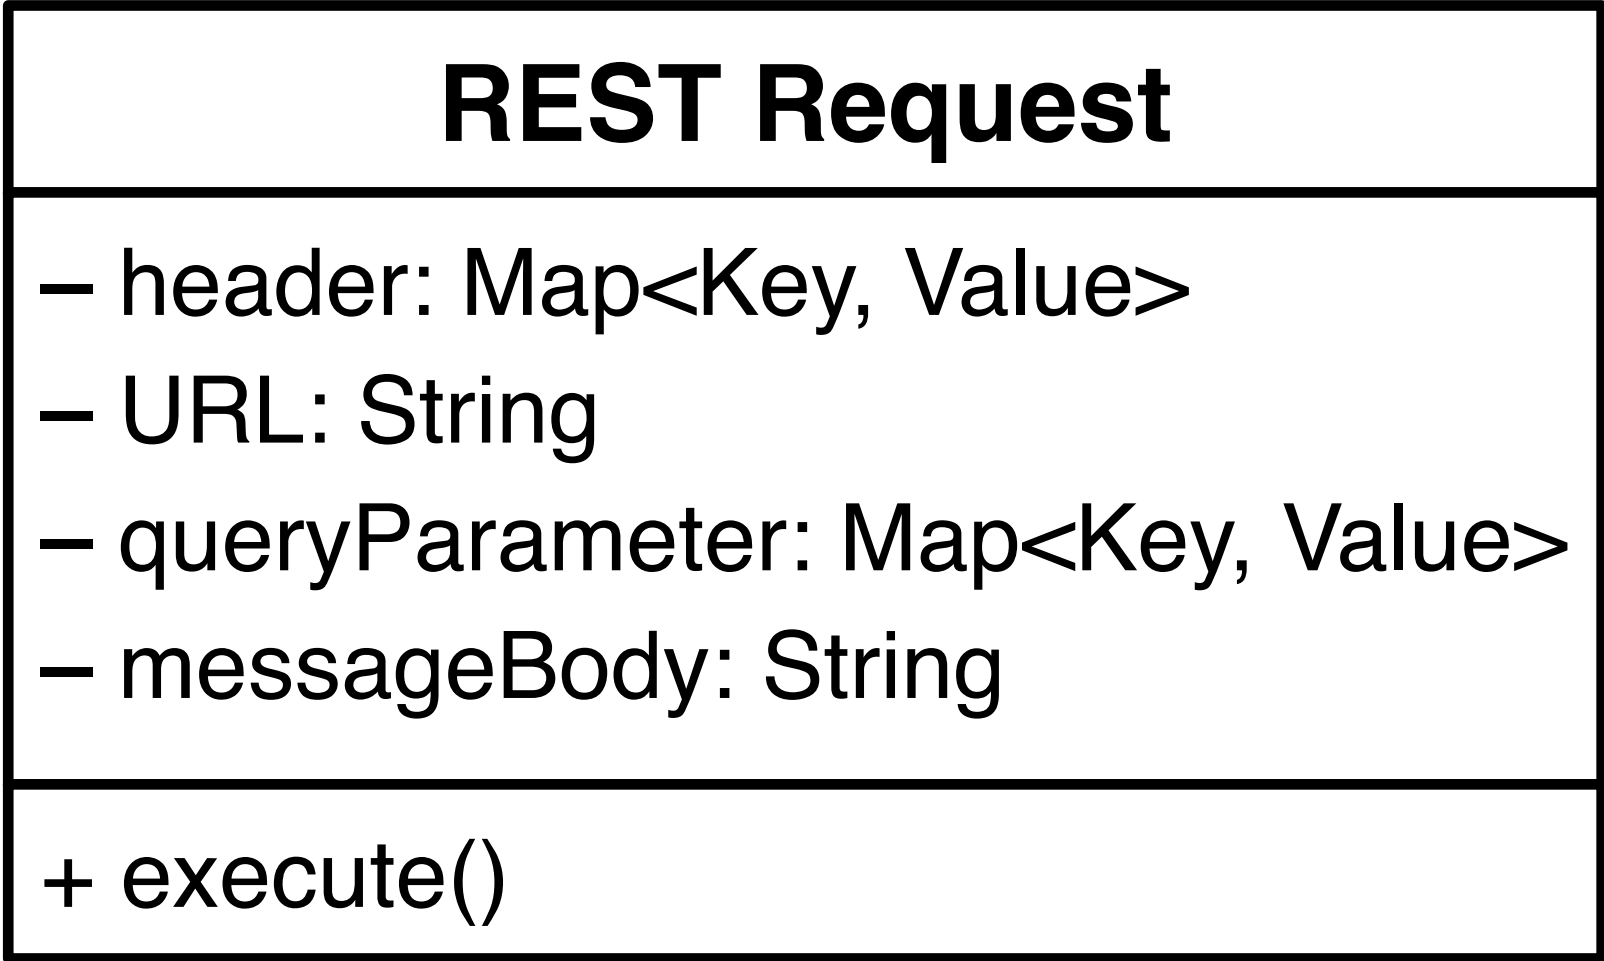 REST Request
– header: Map<Key, Value>
– URL: String
– queryParameter: Map<Key, Value>
– messageBody: String
+ execute()